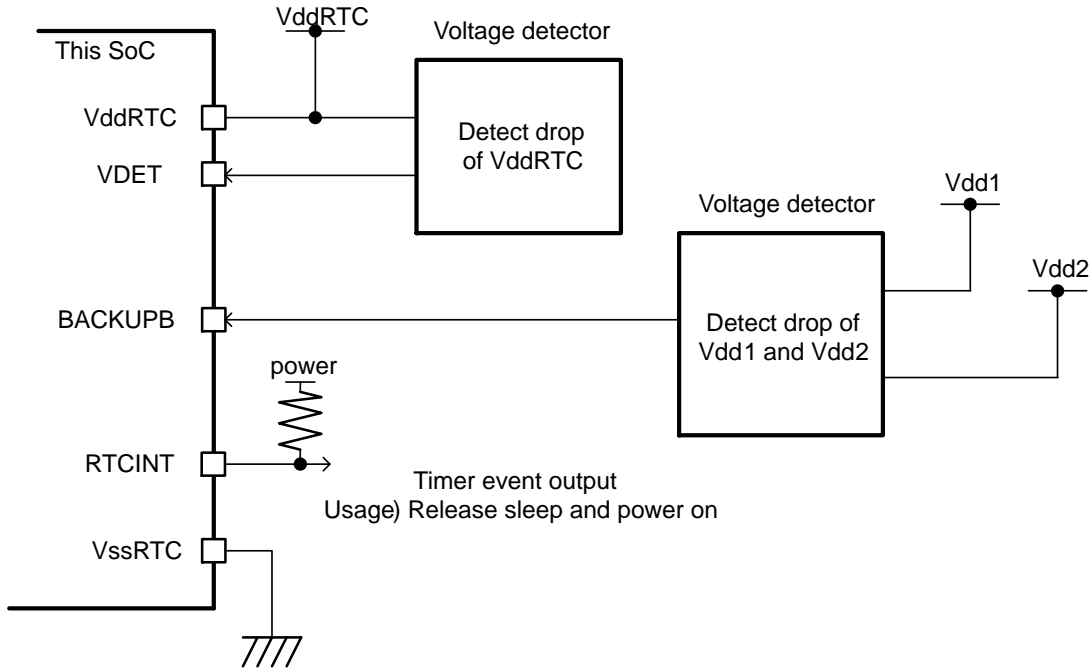 VddRTC
Voltage detector
This SoC
VddRTC
Detect drop
of VddRTC
VDET
Vdd1
Voltage detector
Vdd2
BACKUPB
Detect drop of
Vdd1 and Vdd2
power
RTCINT
Timer event output
Usage) Release sleep and power on
VssRTC